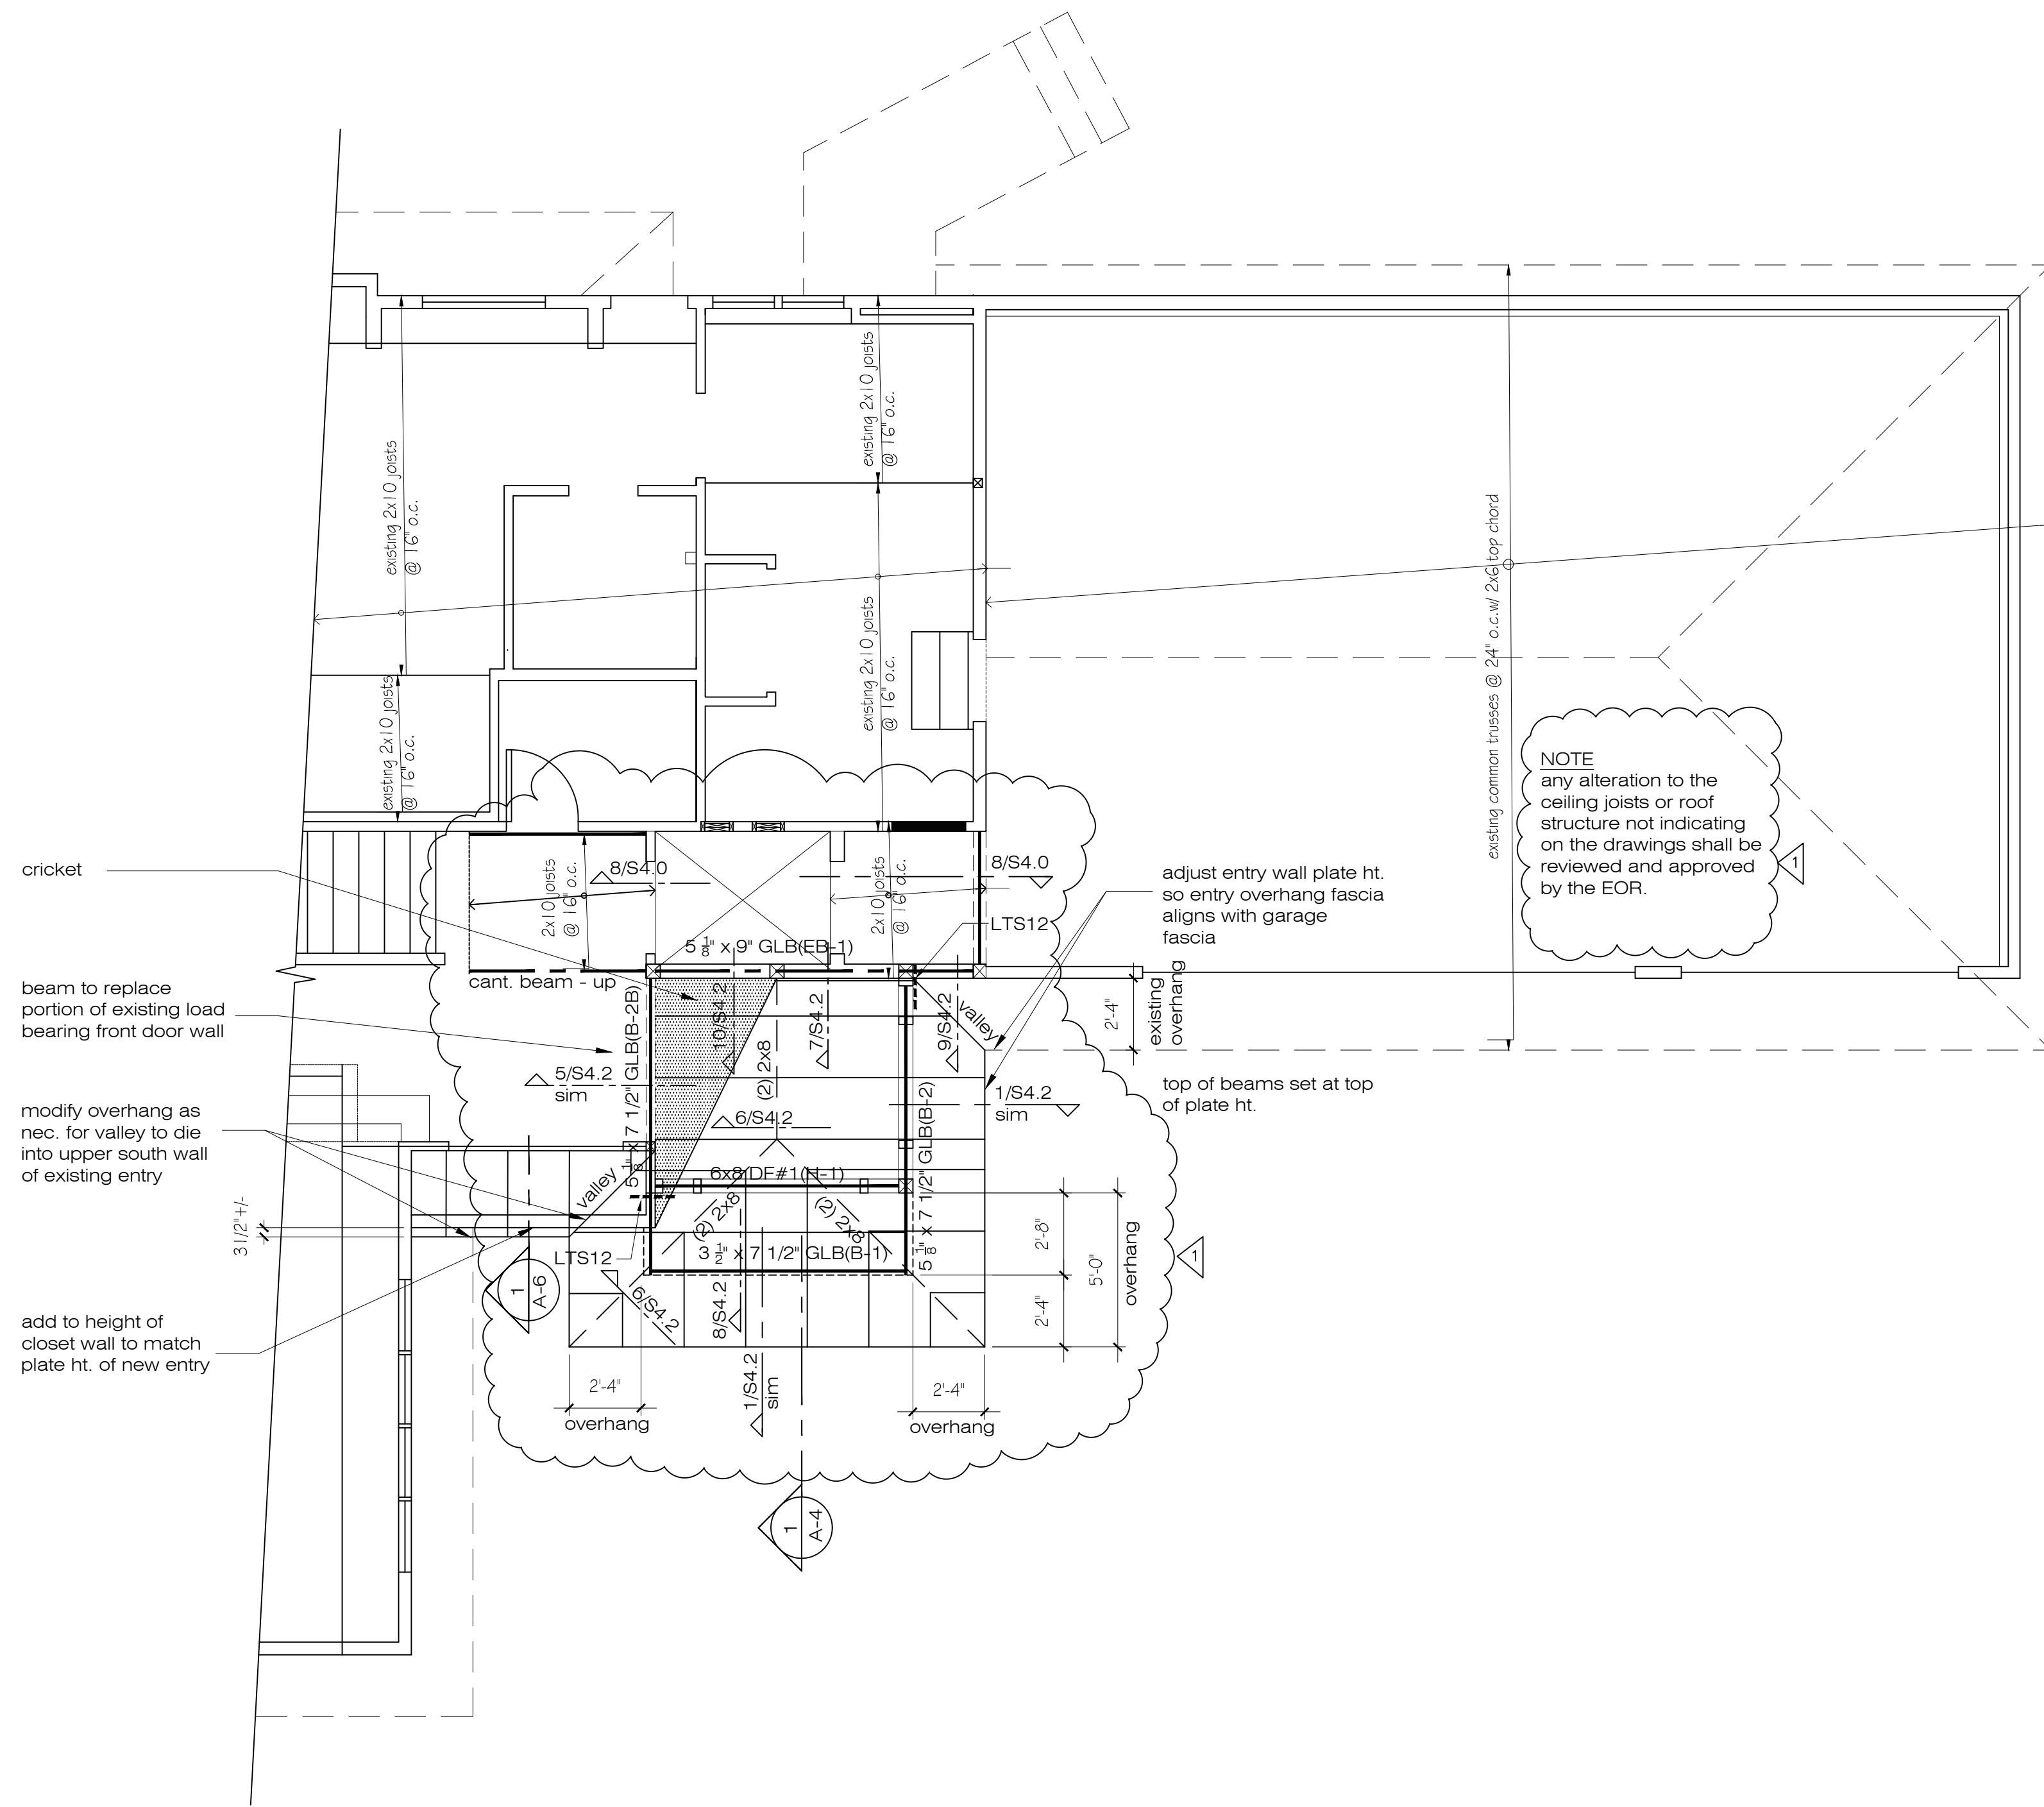 existing 2x10 joists
@ 16" o.c.
existing 2x10 joists
@ 16" o.c.
existing 2x10 joists
@ 16" o.c.
existing 2x10 joists
@ 16" o.c.
existing common trusses @ 24" o.c.w/ 2x6 top chord
NOTE
any alteration to the
ceiling joists or roof
structure not indicating
on the drawings shall be
reviewed and approved
by the EOR.
1
cricket
8/S4.0
2x10 joists
@ 16" o.c.
8/S4.0
2x10 joists
@ 16" o.c.
adjust entry wall plate ht.
so entry overhang fascia
aligns with garage
fascia
LTS12
5 1/8" x 9" GLB(EB-1)
cant. beam - up
beam to replace
portion of existing load
bearing front door wall
5 1/8" x 7 1/2" GLB(B-2B)
10/S4.2
(2) 2x8
7/S4.2
9/S4.2
valley
2'-4"
existing
overhang
5/S4.2
sim
6/S4.2
1/S4.2
sim
top of beams set at top
of plate ht.
modify overhang as
nec. for valley to die
into upper south wall
of existing entry
valley
6x8 DF#1(H-1)
(2) 2x8
(2) 2x8
5 1/8" x 7 1/2" GLB(B-2)
3 1/2"+/-
LTS12
3 1/2" x 7 1/2" GLB(B-1)
2'-8"
5'-0"
overhang
1
2'-4"
1
A-6
6/S4.2
8/S4.2
add to height of
closet wall to match
plate ht. of new entry
2'-4"
overhang
1/S4.2
sim
2'-4"
overhang
1
A-4